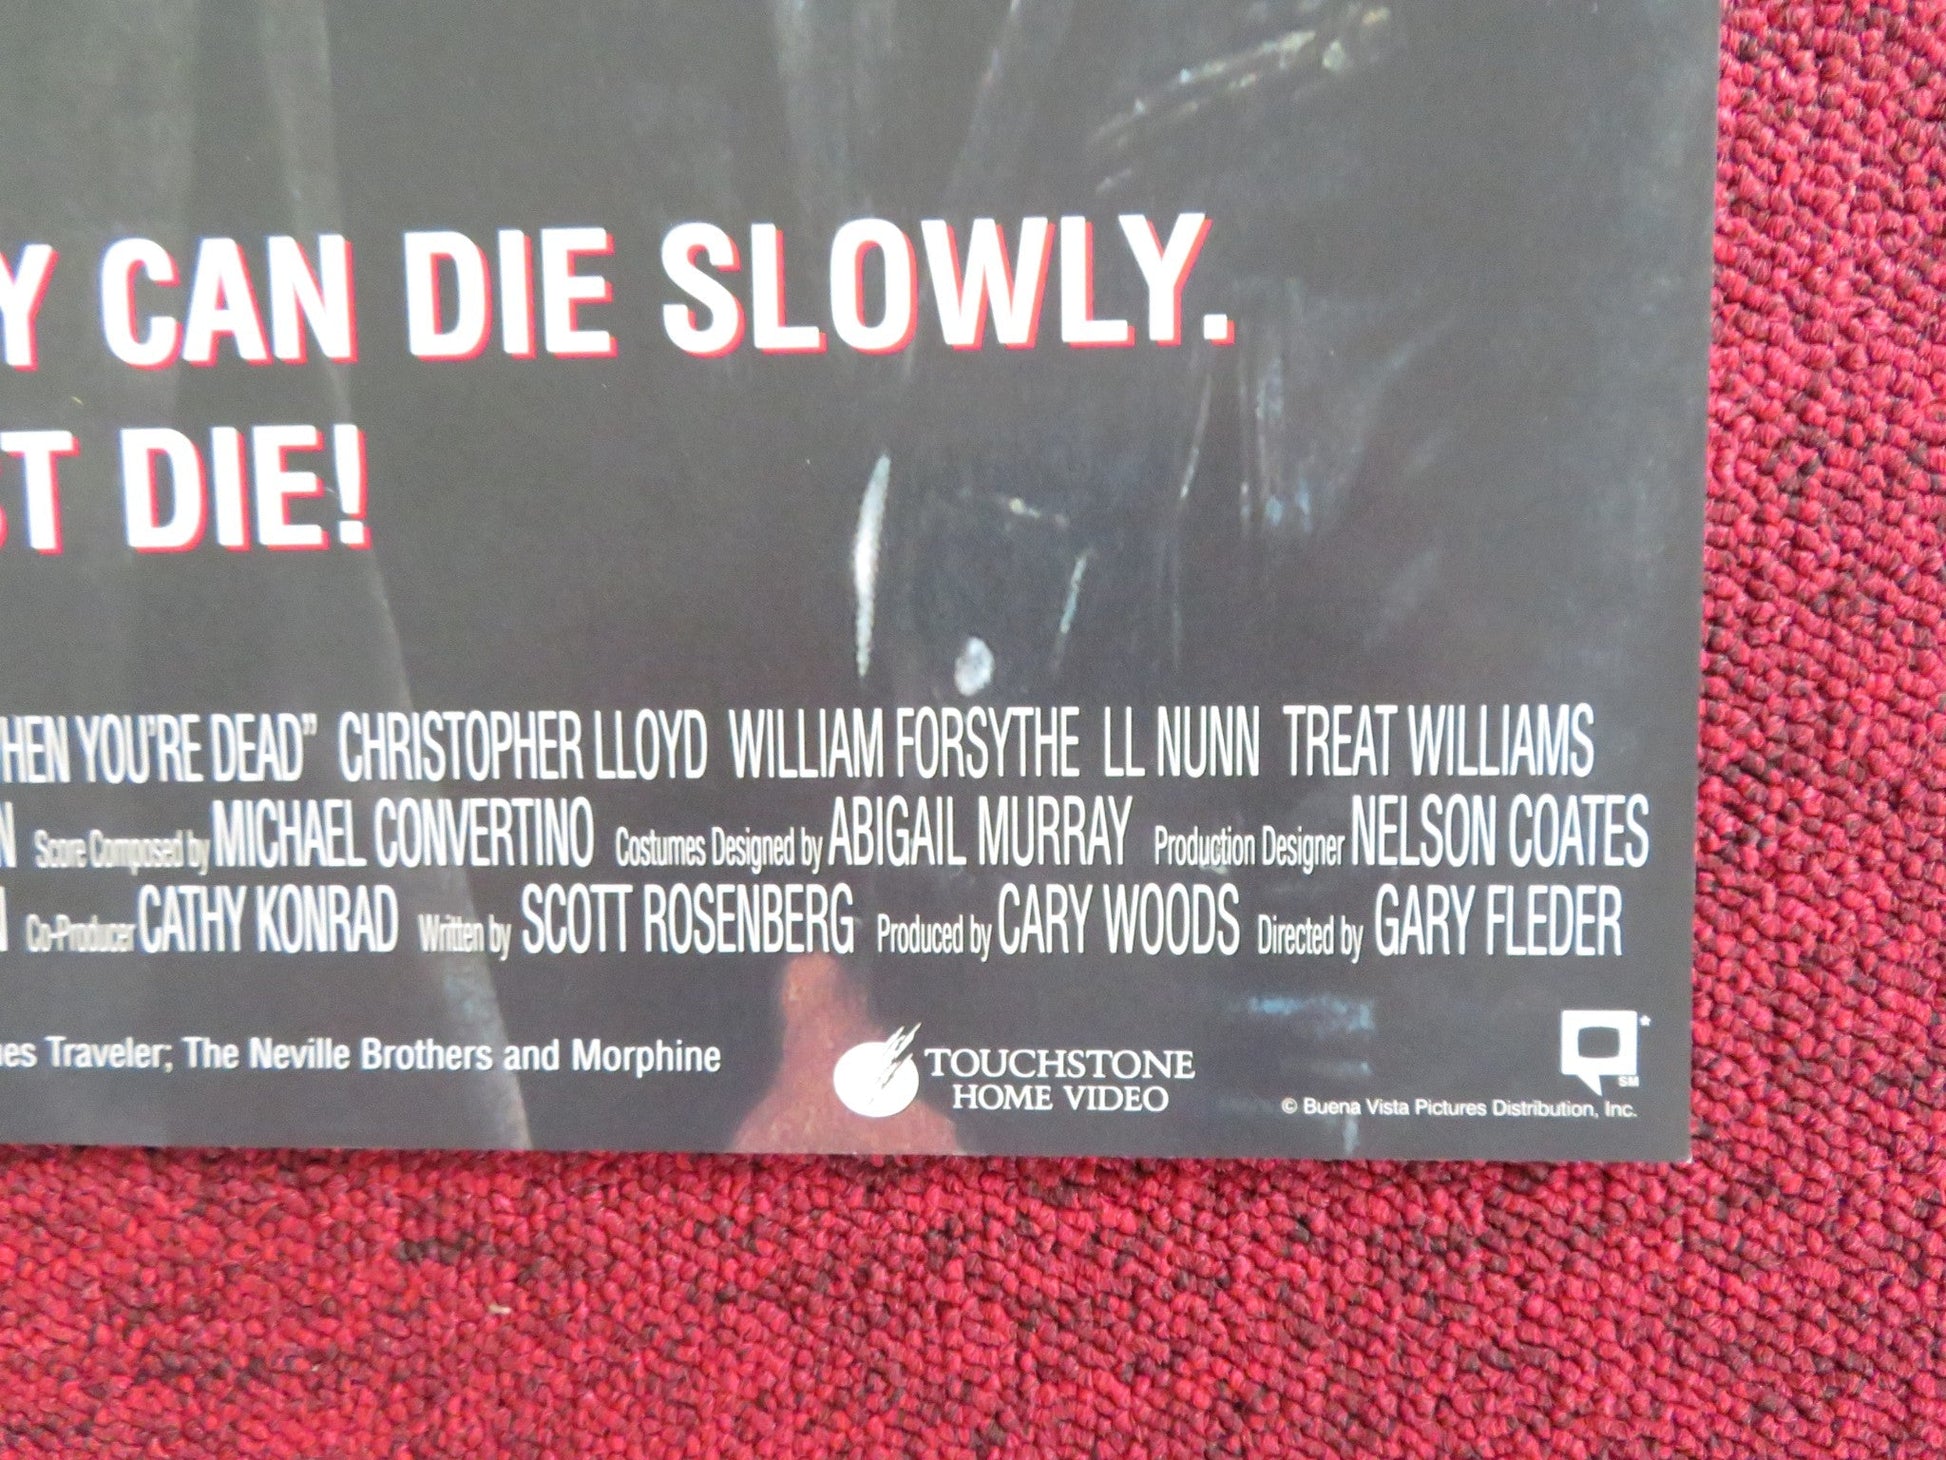 Y CAN DIE SLOWLY.
ST DIE!
HEN YOU'RE DEAD" CHRISTOPHER LLOYD WILLIAM FORSYTHE LL NUNN TREAT WILLIAMS
N Score Composed by MICHAEL CONVERTINO Costumes Designed by ABIGAIL MURRAY Production Designer NELSON COATES
N Co-Producer CATHY KONRAD Written by SCOTT ROSENBERG Produced by CARY WOODS Directed by GARY FLEDER
es Traveler; The Neville Brothers and Morphine
TOUCHSTONE
HOME VIDEO
SM
© Buena Vista Pictures Distribution, Inc.